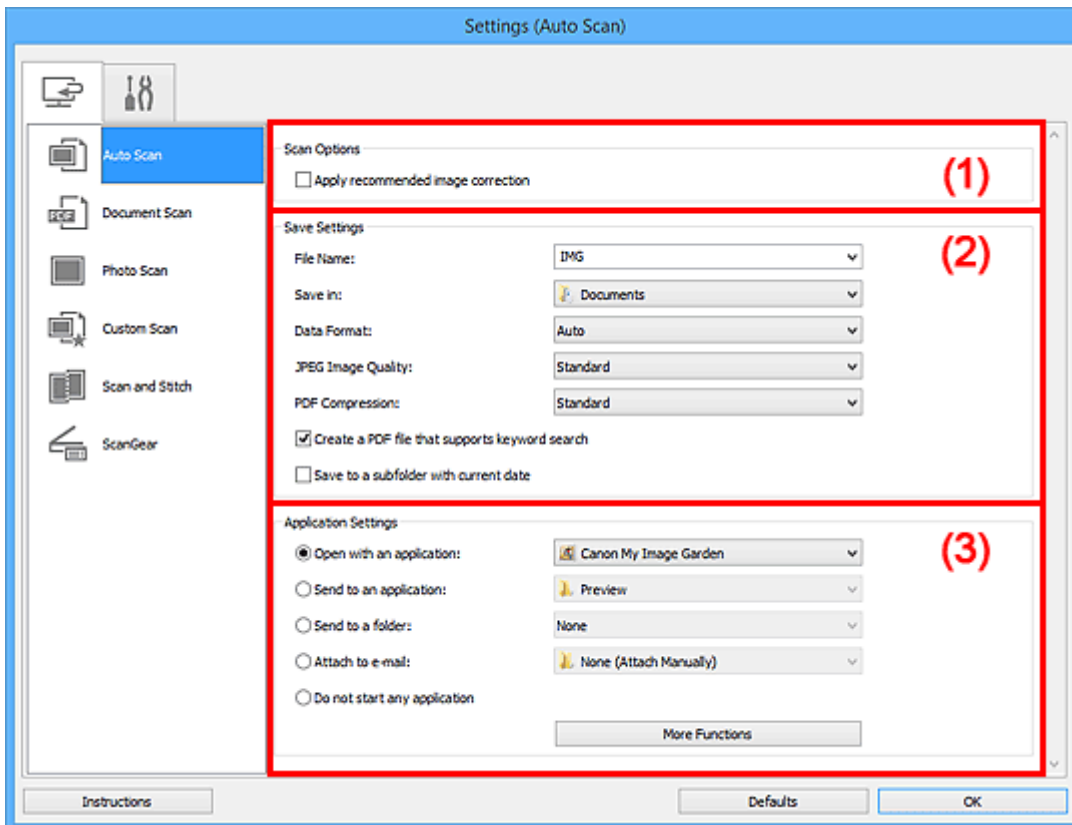 Settings (Auto Scan)
Auto Scan
Document Scan
Photo Scan
Custom Scan
Scan and Stitch
ScanGear
Scan Options
(1)
Apply recommended image correction
Save Settings
(2)
File Name: IMG
Save in: Documents
Data Format: Auto
JPEG Image Quality: Standard
PDF Compression: Standard
Create a PDF file that supports keyword search
Save to a subfolder with current date
Application Settings
(3)
Open with an application: Canon My Image Garden
Send to an application: Preview
Send to a folder: None
Attach to e-mail: None (Attach Manually)
Do not start any application
More Functions
Instructions Defaults OK